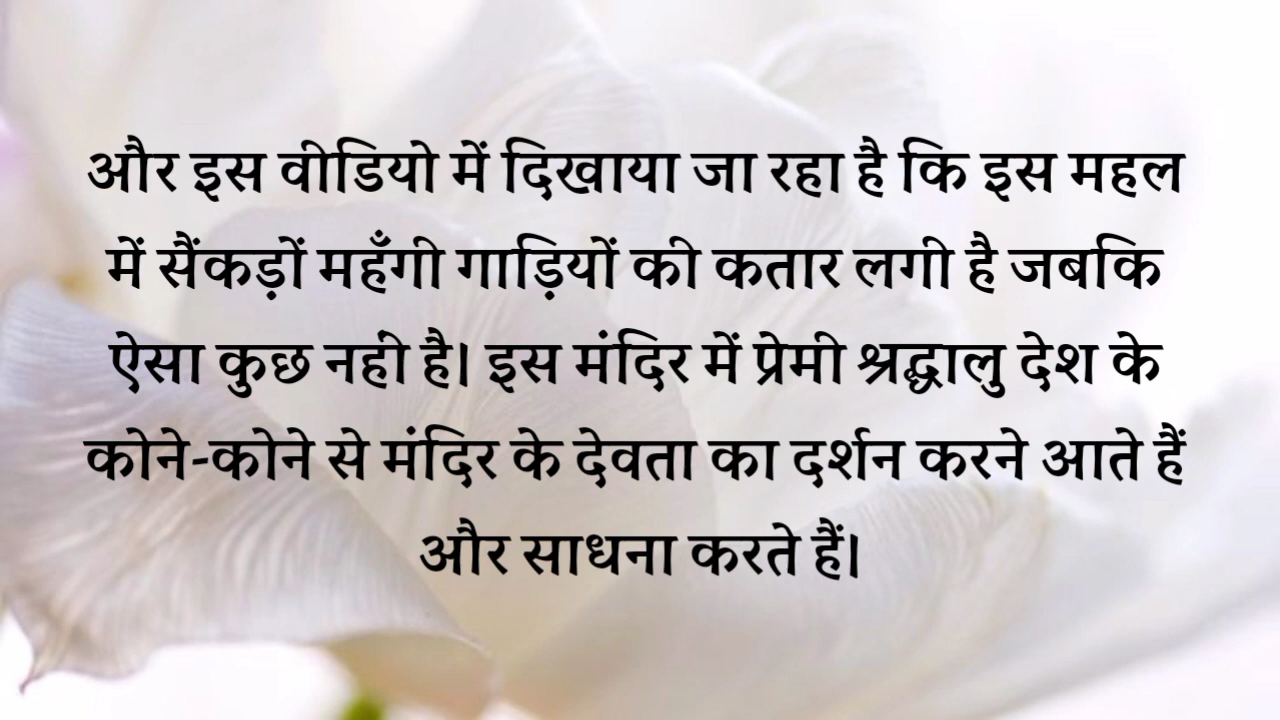 और इस वीडियो में दिखाया जा रहा है कि इस महल
में सैंकड़ों महँगी गाड़ियों की कतार लगी है जबकि
ऐसा कुछ नहीं है। इस मंदिर में प्रेमी श्रद्धालु देश के
कोने-कोने से मंदिर के देवता का दर्शन करने आते हैं
और साधना करते हैं।